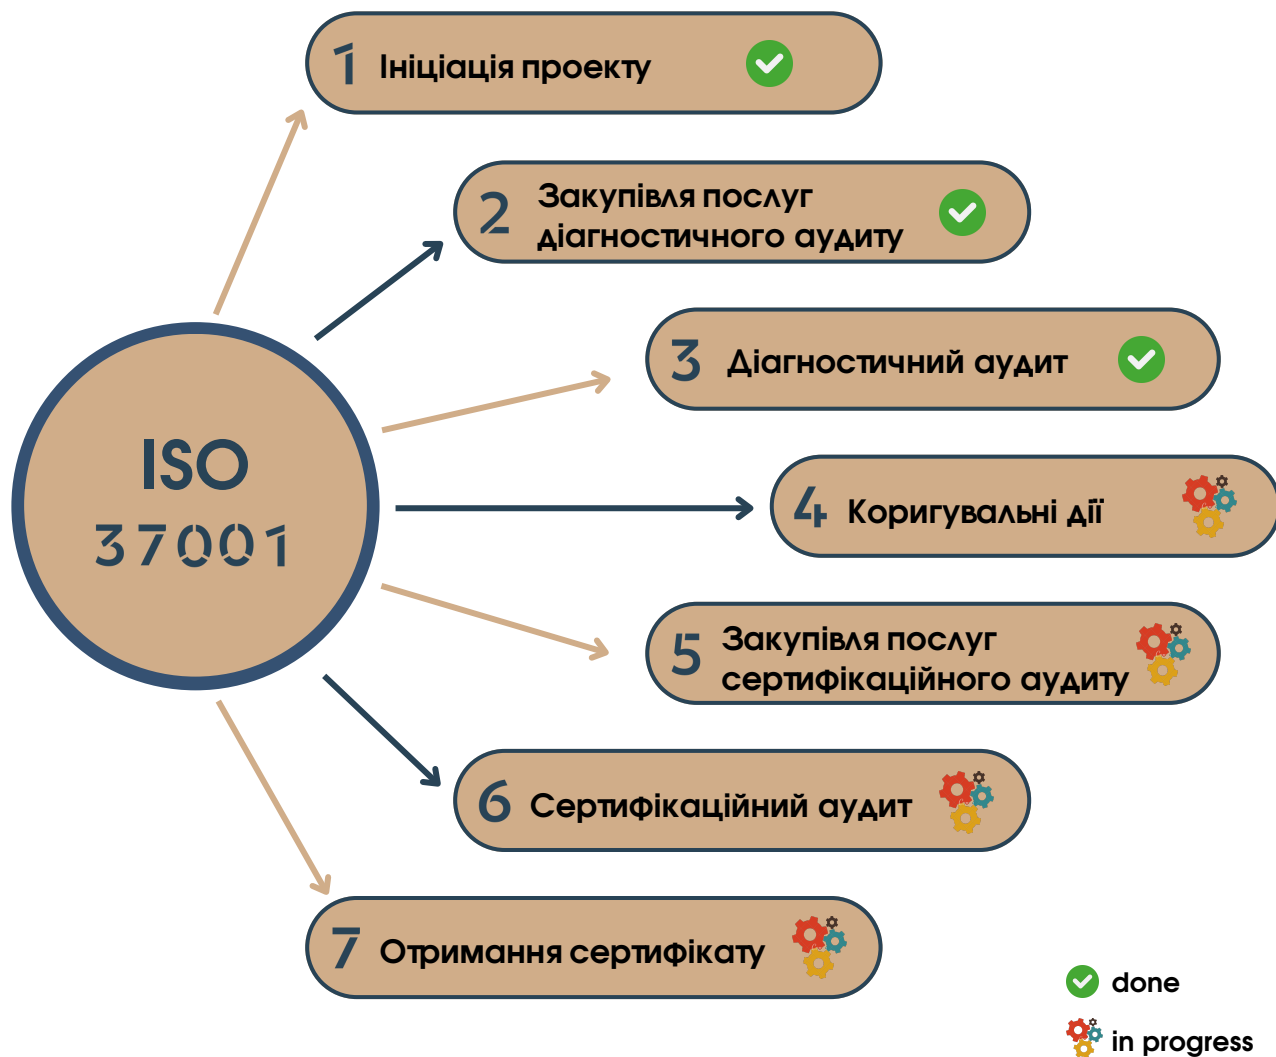 1 Ініціація проекту
2 Закупівля послуг
діагностичного аудиту
3 Діагностичний аудит
ISO
37001
4 Коригувальні дії
5 Закупівля послуг
сертифікаційного аудиту
6 Сертифікаційний аудит
7 Отримання сертифікату
done
in progress